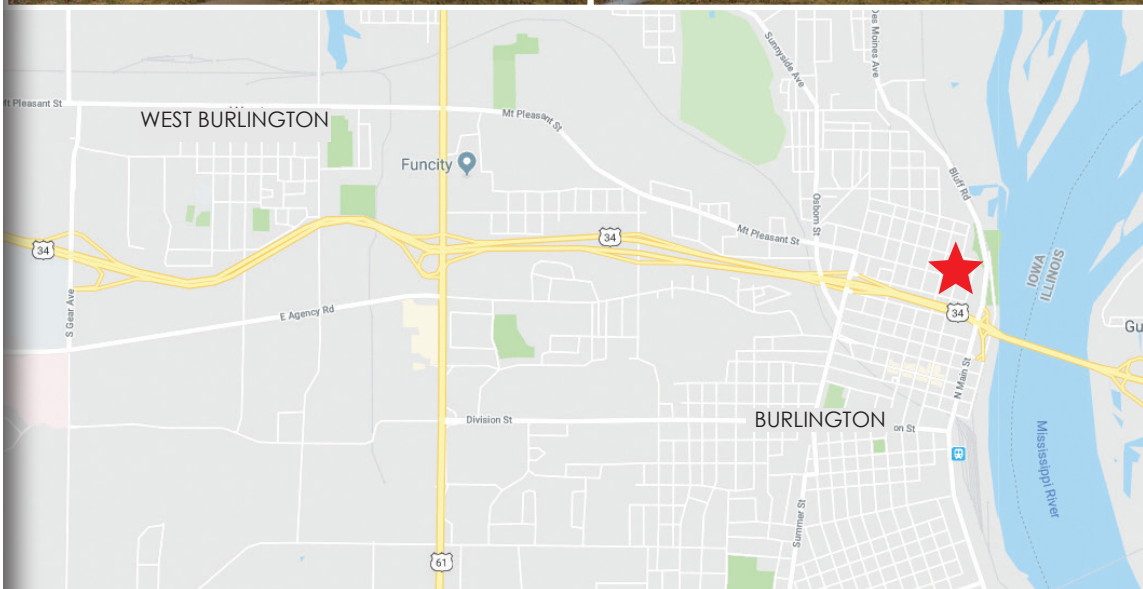 Mt Pleasant St
WEST BURLINGTON
Funcity
Mt Pleasant St
Sunnyside Ave
Des Moines Ave
Bluff Rd
Osborn St
Mt Pleasant St
34
34
34
IOWA
ILLINOIS
S Gear Ave
E Agency Rd
Gu
N Main St
Division St
BURLINGTON
on St
Mississippi River
Summer St
61